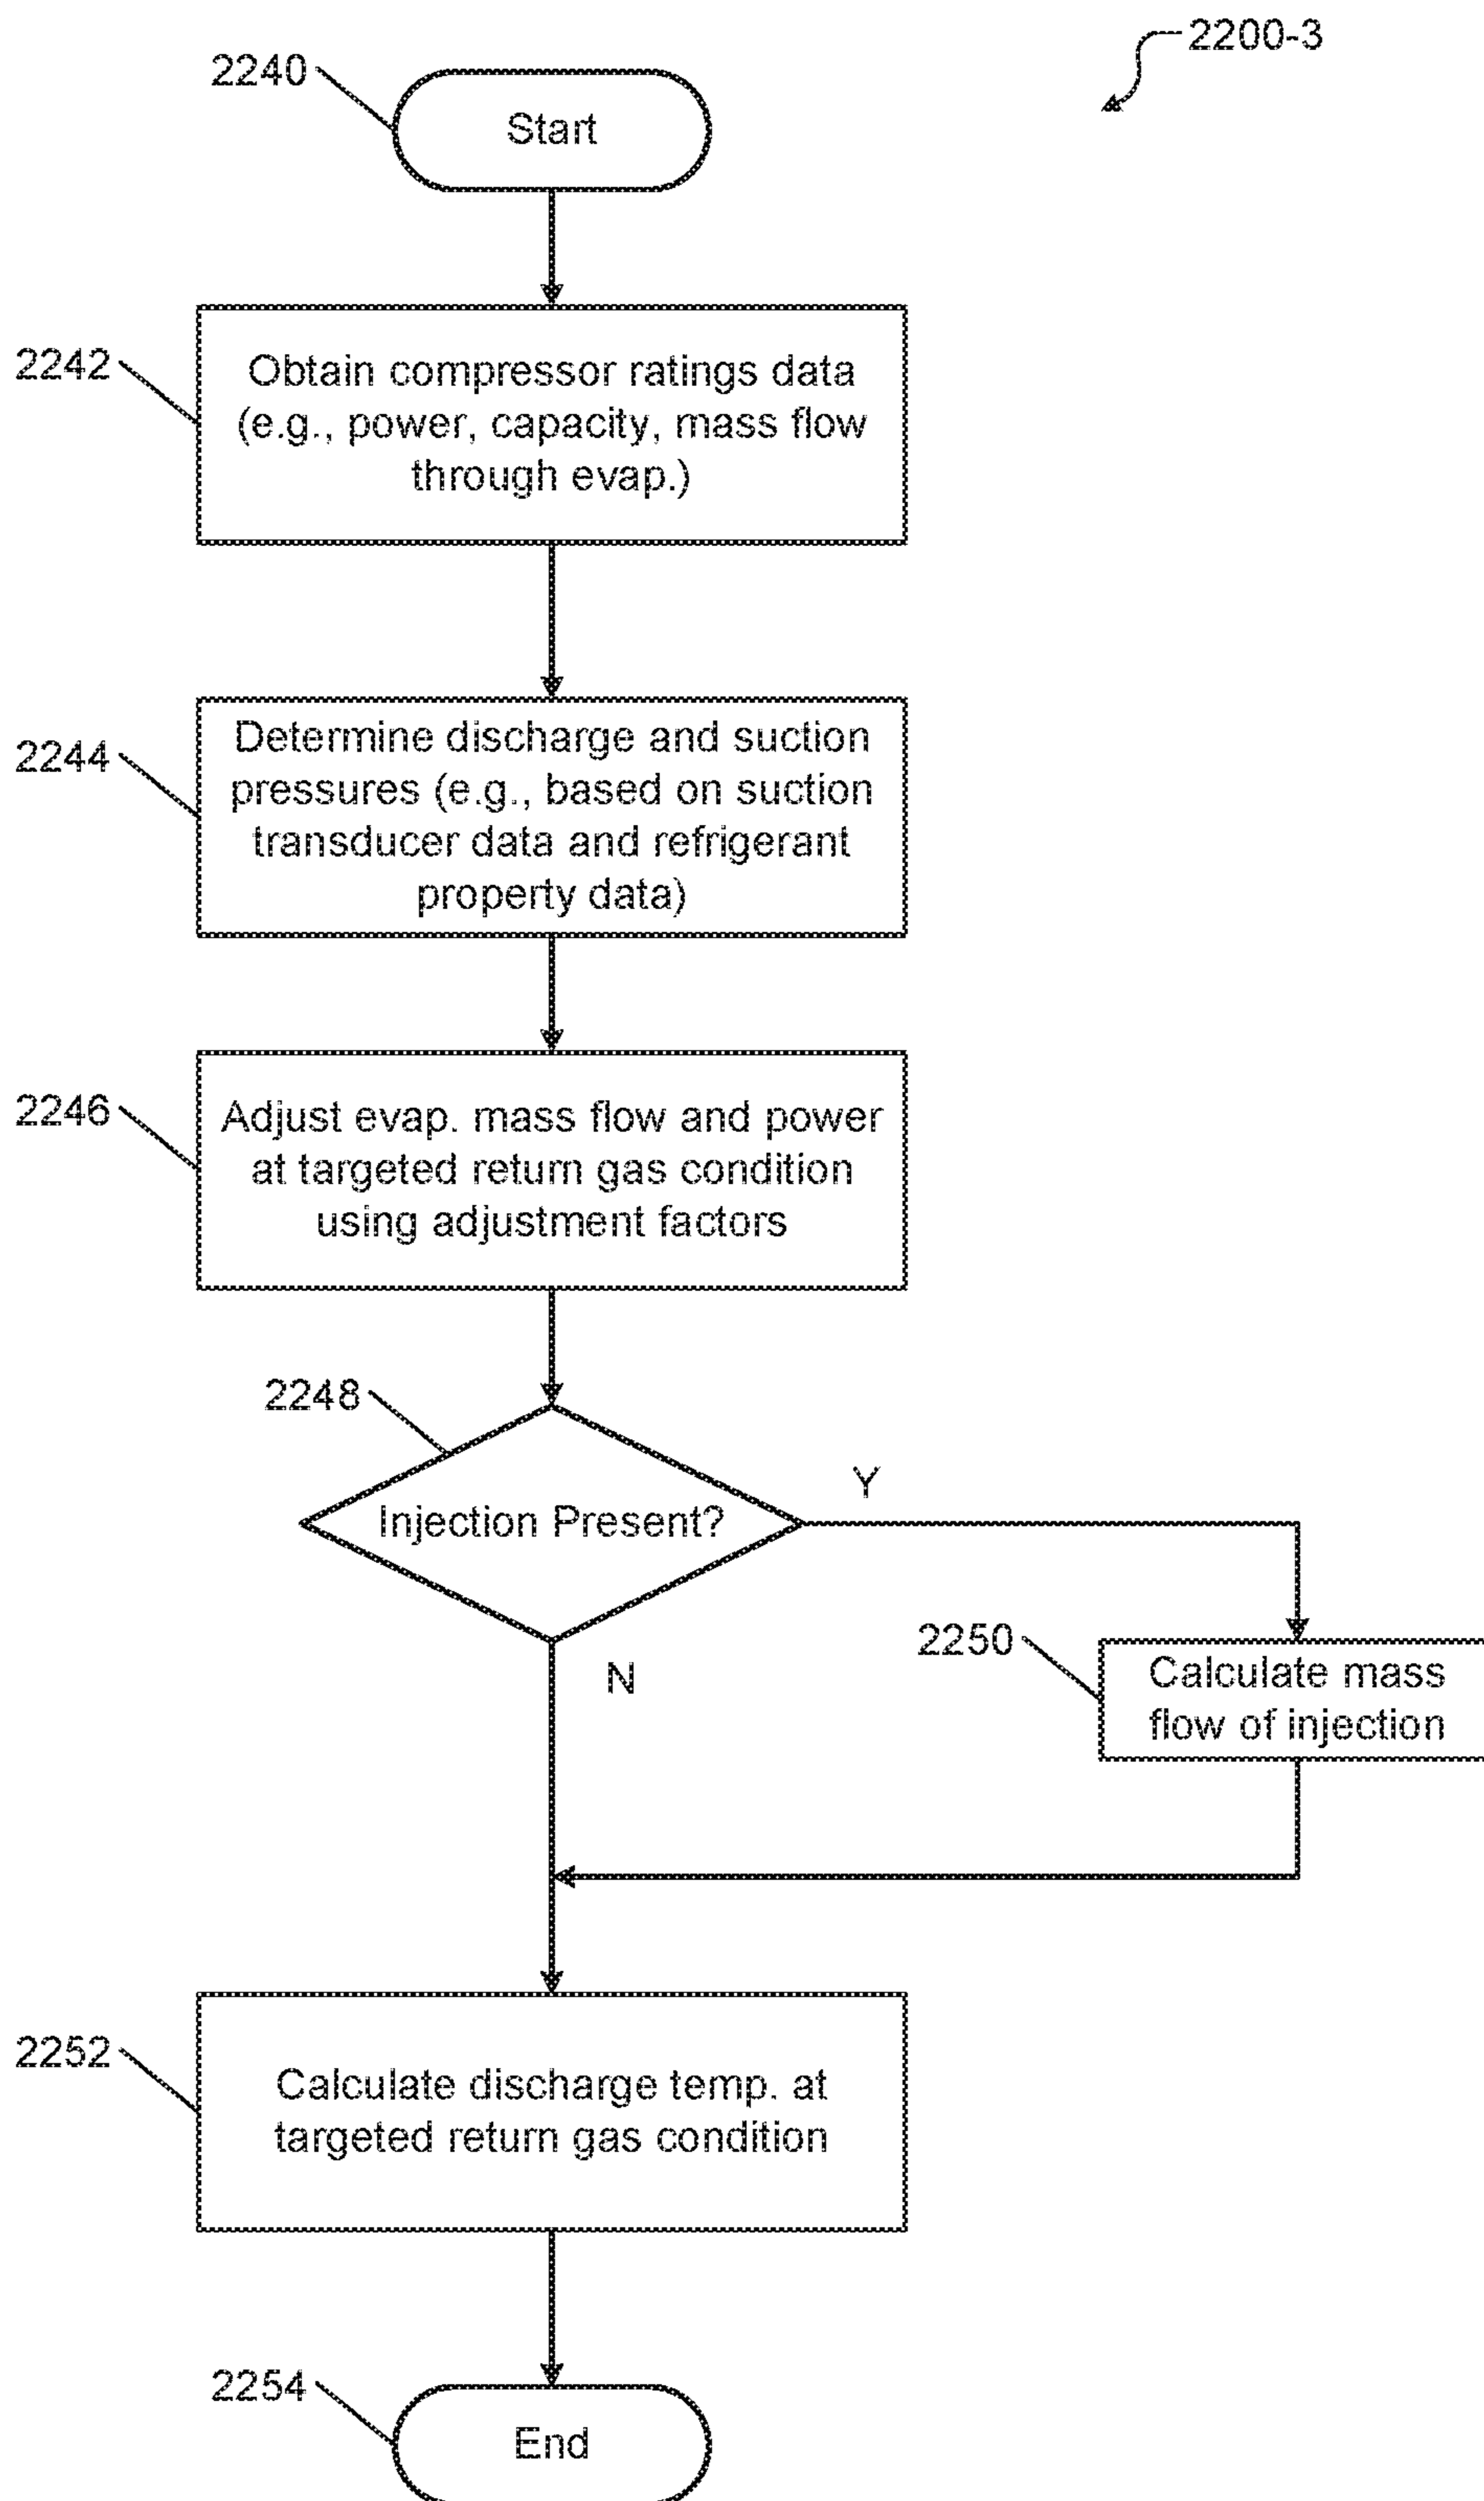 2200-3
2240
Start
2242
Obtain compressor ratings data
(e.g., power, capacity, mass flow
through evap.)
2244
Determine discharge and suction
pressures (e.g., based on suction
transducer data and refrigerant
property data)
2246
Adjust evap. mass flow and power
at targeted return gas condition
using adjustment factors
2248
Injection Present?
Y
N
2250
Calculate mass
flow of injection
2252
Calculate discharge temp. at
targeted return gas condition
2254
End